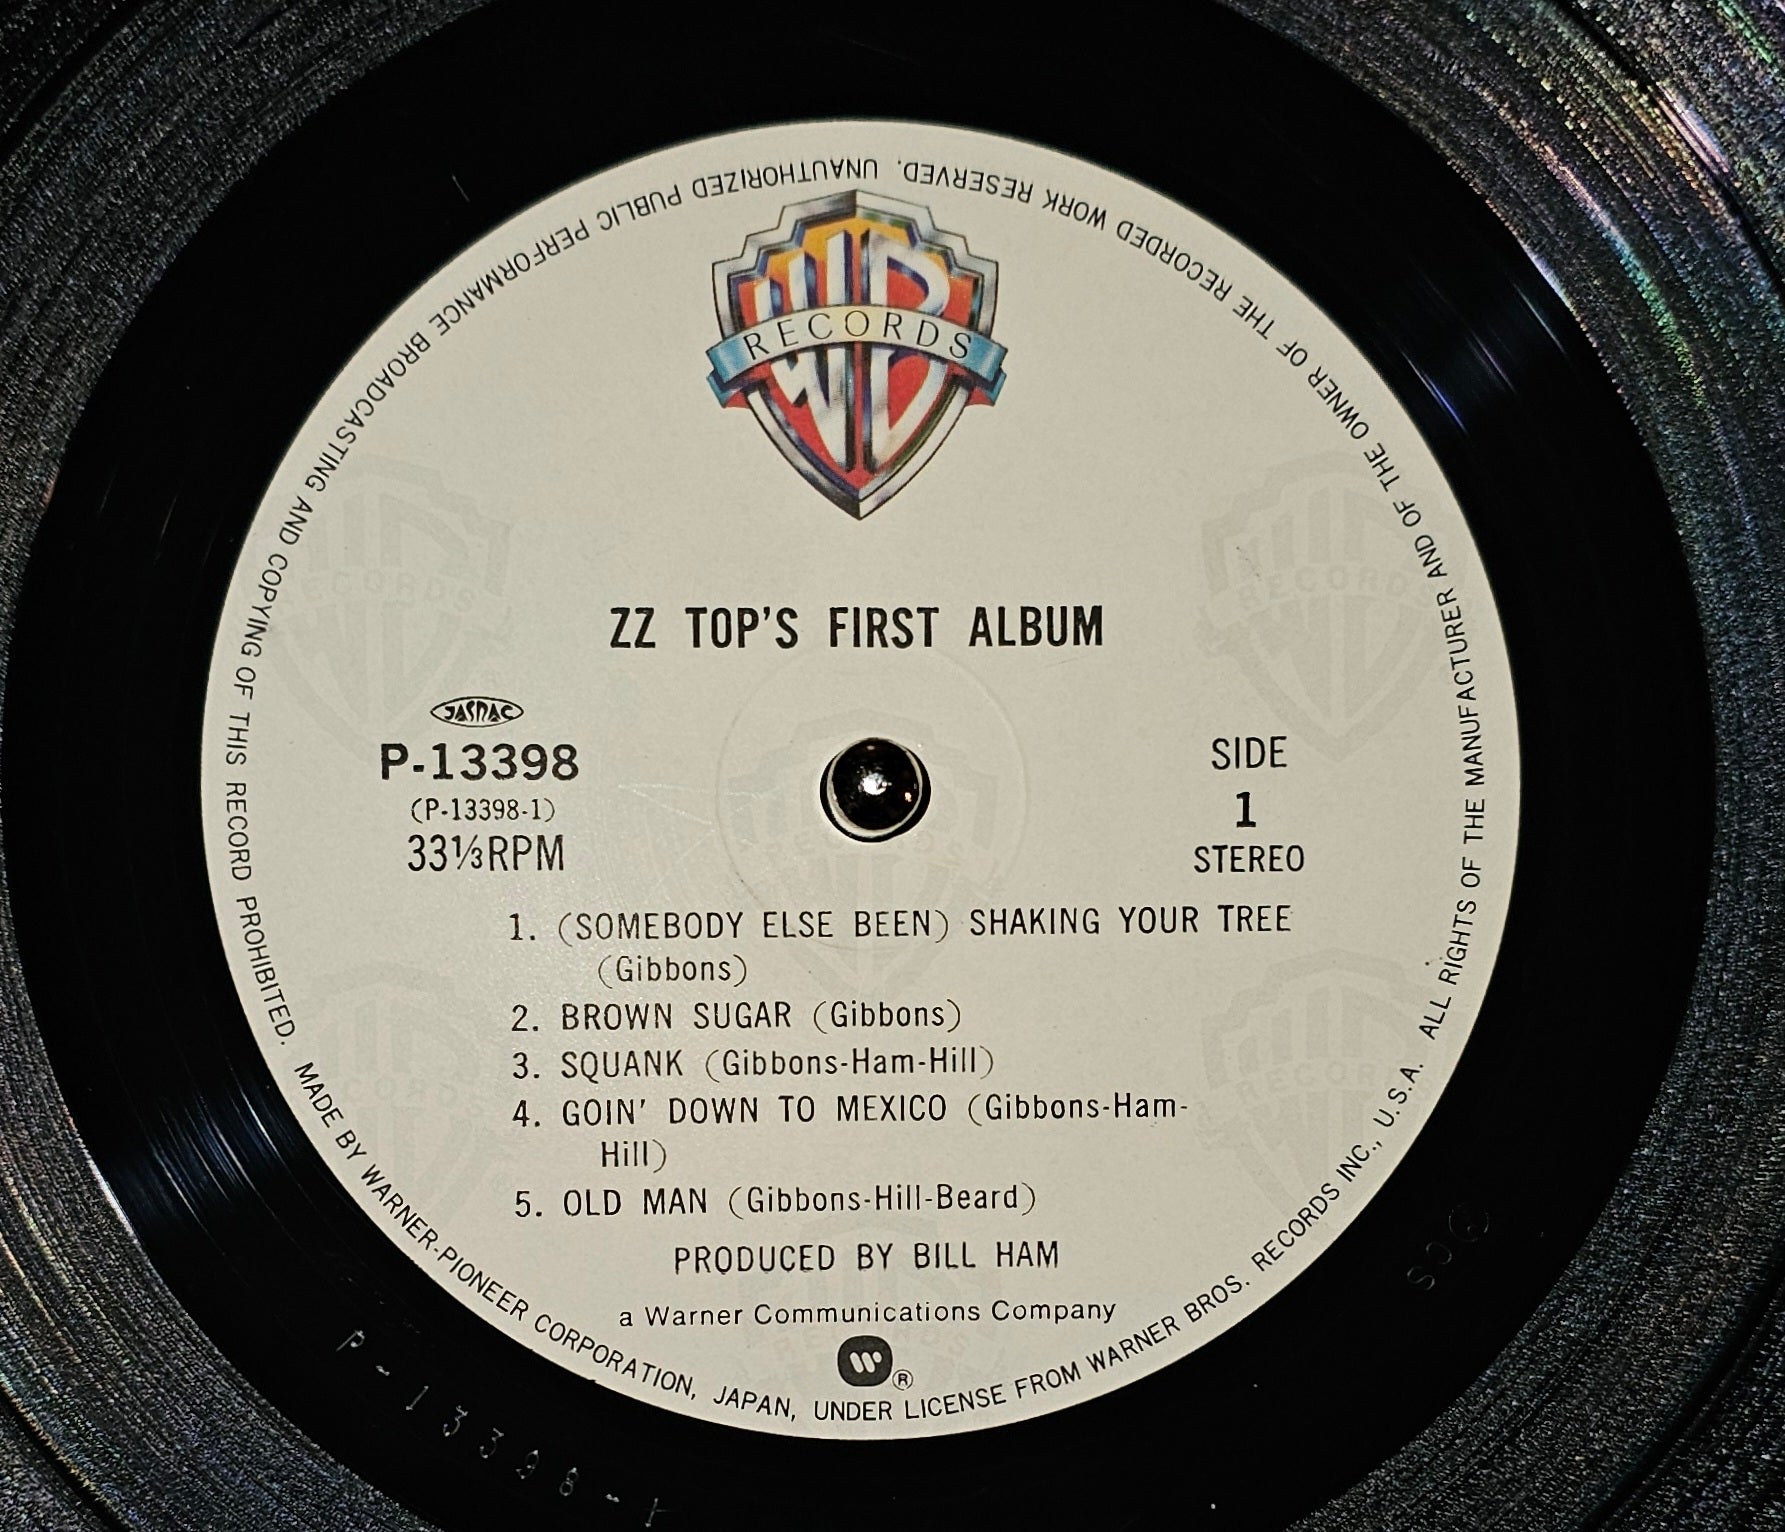 WB
RECORDS
ZZ TOP'S FIRST ALBUM
JASRAC
P-13398
(P-13398-1)
33⅓RPM
SIDE
1
STEREO
1. (SOMEBODY ELSE BEEN) SHAKING YOUR TREE
(Gibbons)
2. BROWN SUGAR (Gibbons)
3. SQUANK (Gibbons-Ham-Hill)
4. GOIN' DOWN TO MEXICO (Gibbons-Ham-
Hill)
5. OLD MAN (Gibbons-Hill-Beard)
PRODUCED BY BILL HAM
a Warner Communications Company
W ®
MADE BY WARNER-PIONEER CORPORATION, JAPAN, UNDER LICENSE FROM WARNER BROS. RECORDS INC., U.S.A. ALL RIGHTS OF THE MANUFACTURER AND OF THE OWNER OF THE RECORDED WORK RESERVED. UNAUTHORIZED PUBLIC PERFORMANCE BROADCASTING AND COPYING OF THIS RECORD PROHIBITED.
P-13398-1